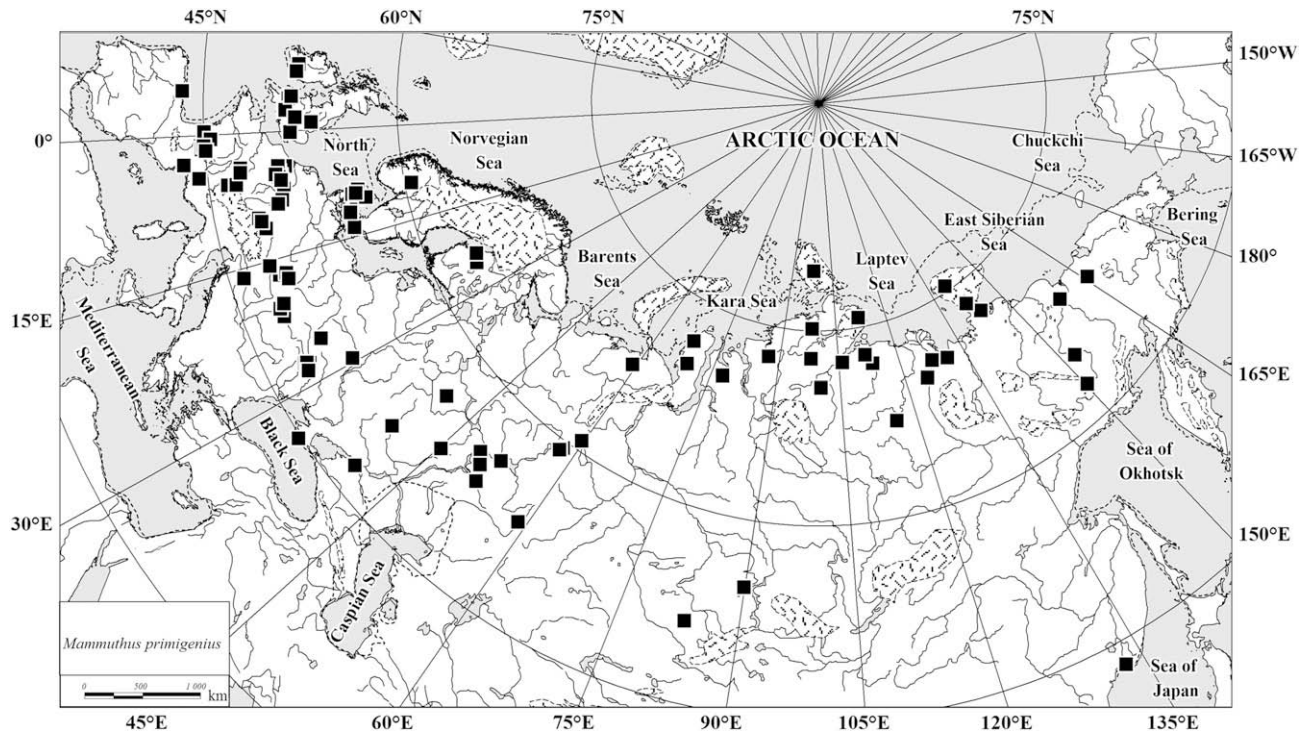 45°N 60°N 75°N 75°N
150°W
0°
North
Sea
Norvegian
Sea
ARCTIC OCEAN
Chuckchi
Sea
165°W
Bering
Sea
East Siberian
Sea
Barents
Sea
Laptev
Sea
180°
Kara Sea
Mediterranean
Sea
15°E
165°E
Black Sea
Sea of
Okhotsk
30°E
150°E
Caspian Sea
Mammuthus primigenius
0 500 1 000
km
Sea of
Japan
45°E 60°E 75°E 90°E 105°E 120°E 135°E